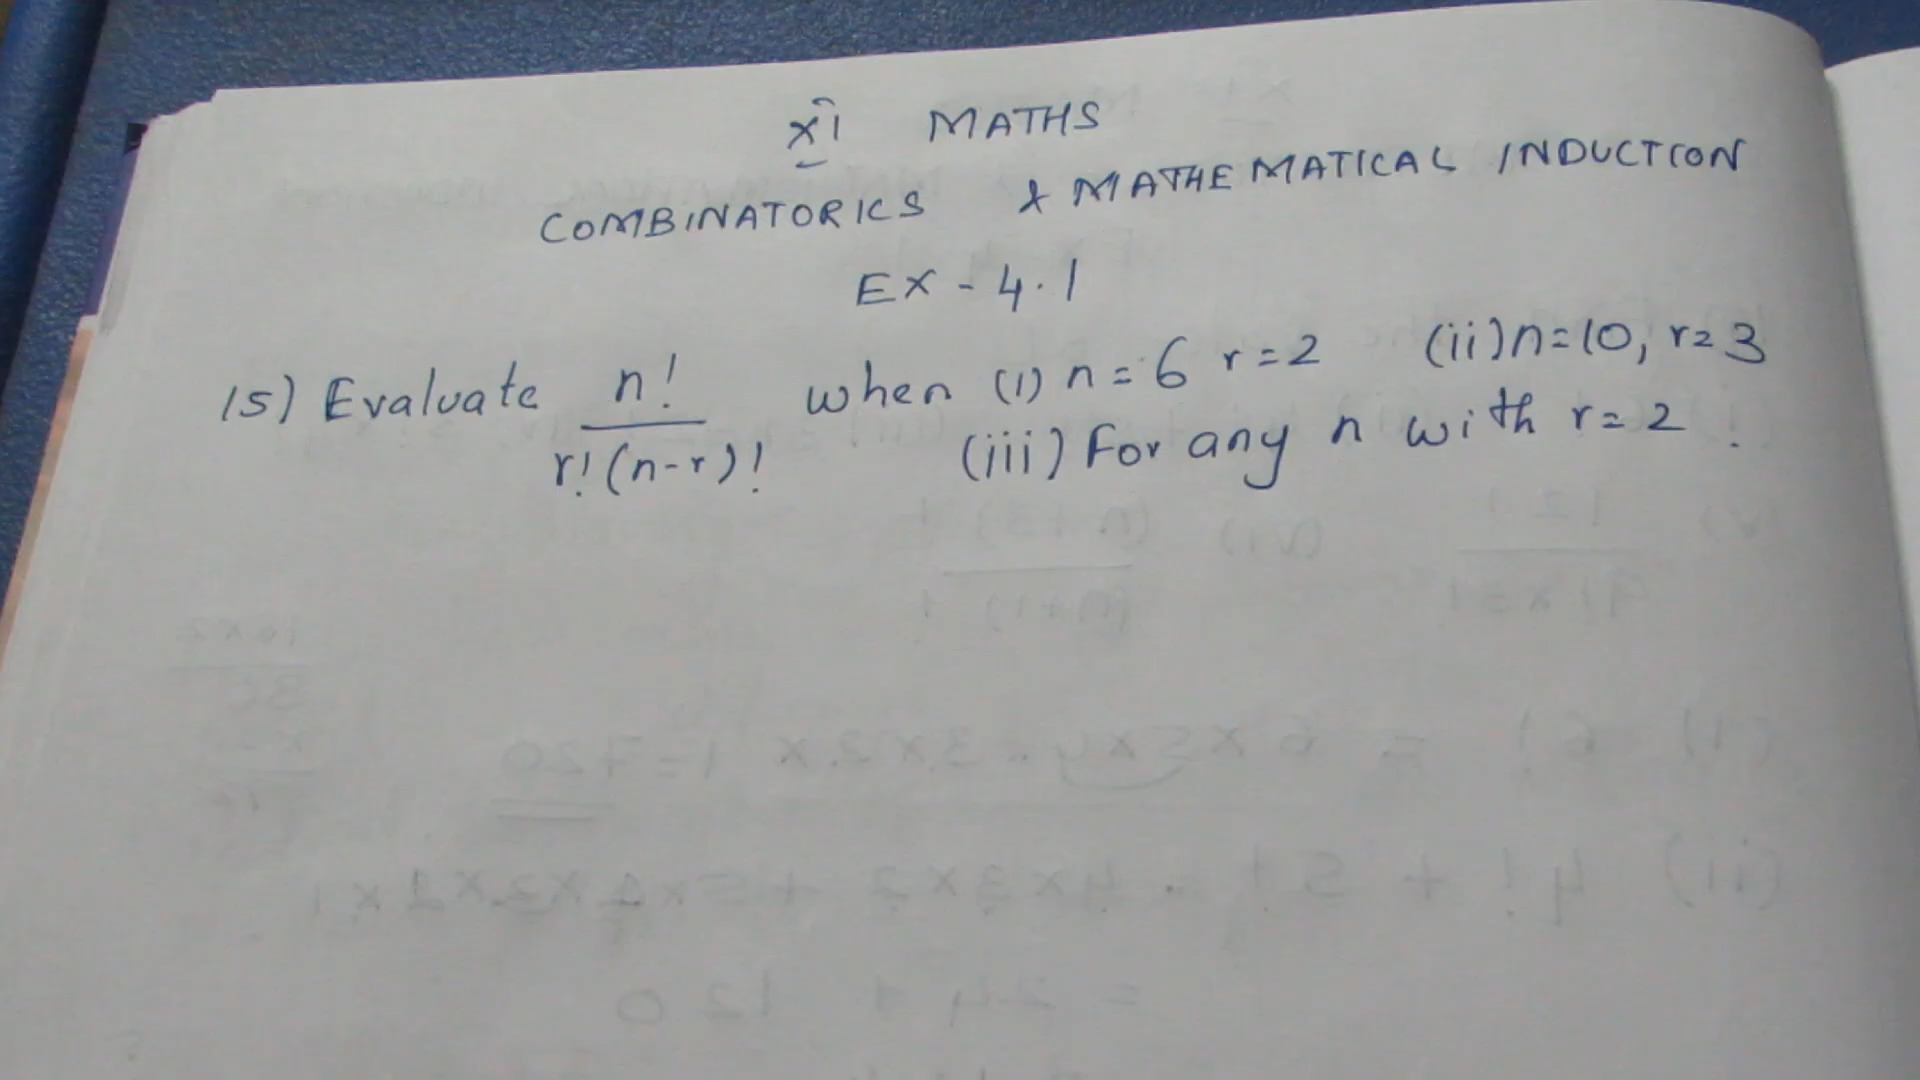 XI MATHS
COMBINATORICS & MATHEMATICAL INDUCTION
EX - 4.1
15) Evaluate n! / r!(n-r)! when (i) n=6 r=2 (ii) n=10, r=3
(iii) For any n with r=2.